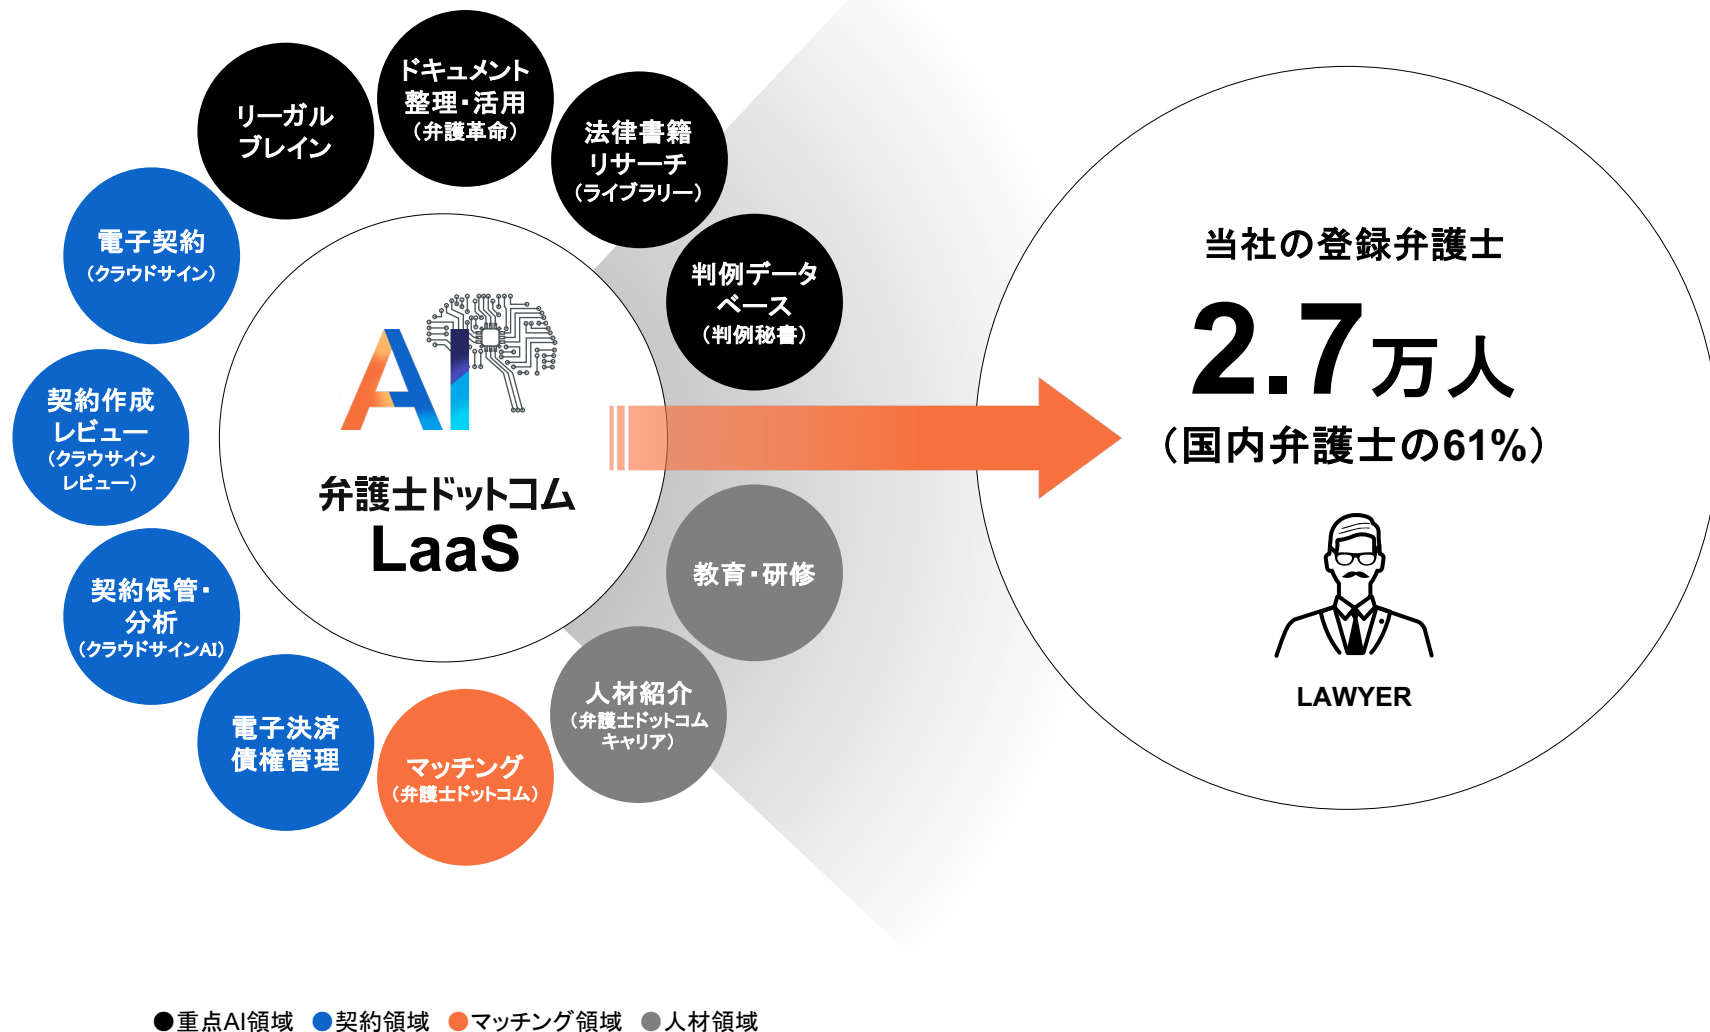 ドキュメント
整理・活用
(弁護革命)
リーガル
ブレイン
法律書籍
リサーチ
(ライブラリー)
電子契約
(クラウドサイン)
判例データ
ベース
(判例秘書)
契約作成
レビュー
(クラウサイン
レビュー)
AI
弁護士ドットコム
LaaS
契約保管・
分析
(クラウドサインAI)
教育・研修
電子決済
債権管理
マッチング
(弁護士ドットコム)
人材紹介
(弁護士ドットコム
キャリア)
当社の登録弁護士
2.7万人
(国内弁護士の61%)
LAWYER
●重点AI領域 ●契約領域 ●マッチング領域 ●人材領域